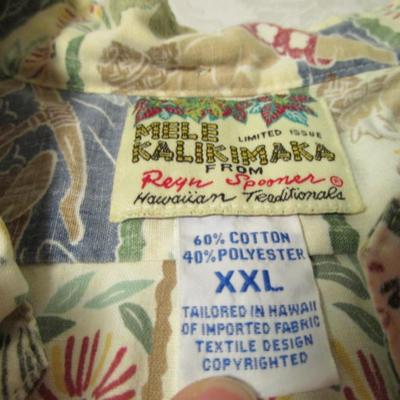 MELE LIMITED ISSUE
KALIKIMAKA
FROM
Reyn Spooner ©
Hawaiian Traditionals
60% COTTON
40% POLYESTER
XXL
TAILORED IN HAWAII
OF IMPORTED FABRIC
TEXTILE DESIGN
COPYRIGHTED